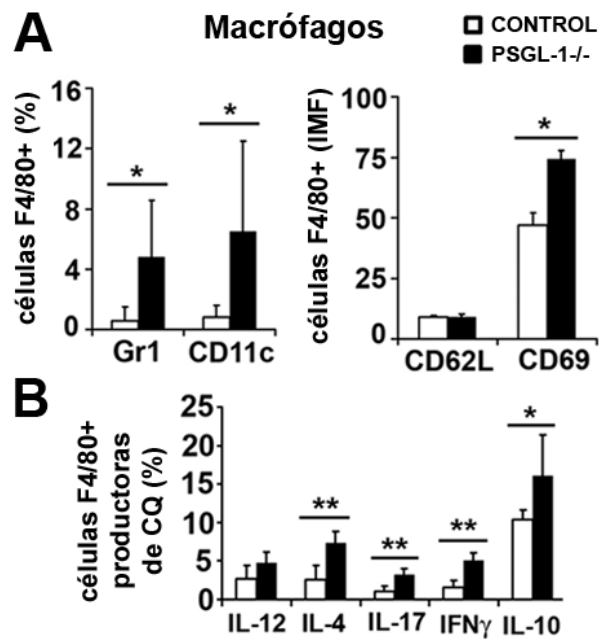 A
Macrófagos
CONTROL
PSGL-1-/-
células F4/80+ (%)
16
12
8
4
0
*
*
Gr1 CD11c
células F4/80+ (IMF)
100
75
50
25
0
*
CD62L CD69
B
células F4/80+
productoras
de CQ (%)
25
20
15
10
5
0
**
**
**
*
IL-12 IL-4 IL-17 IFNγ IL-10